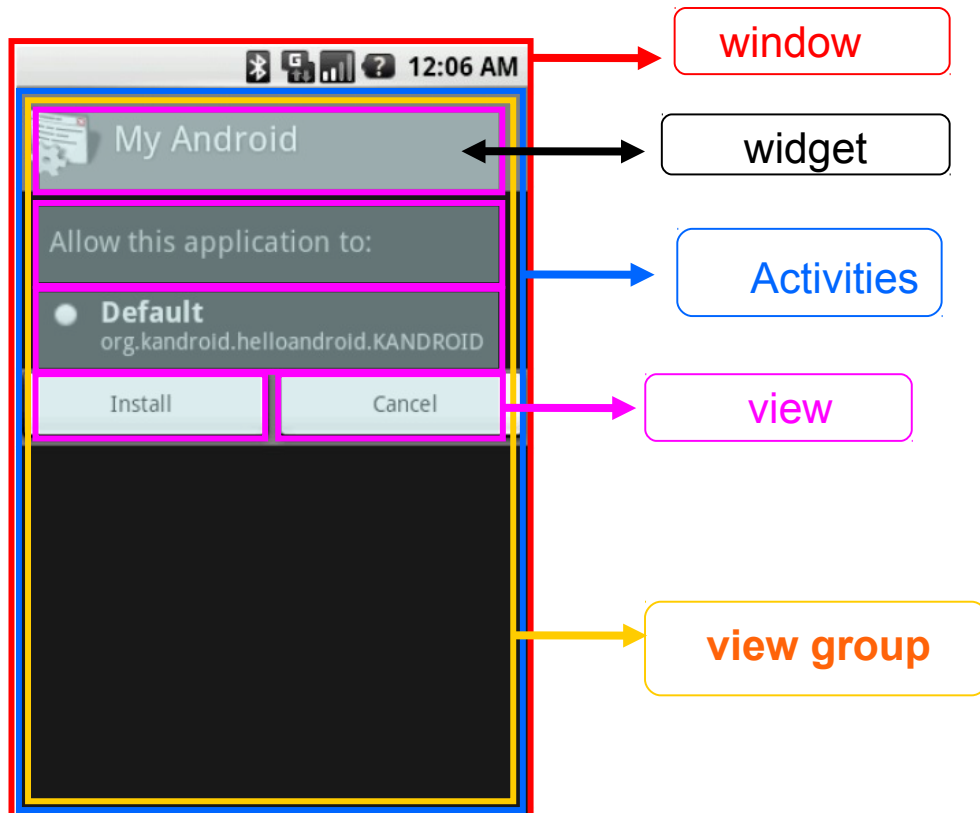 12:06 AM
My Android
Allow this application to:
Default
org.kandroid.helloandroid.KANDROID
Install
Cancel
window
widget
Activities
view
view group